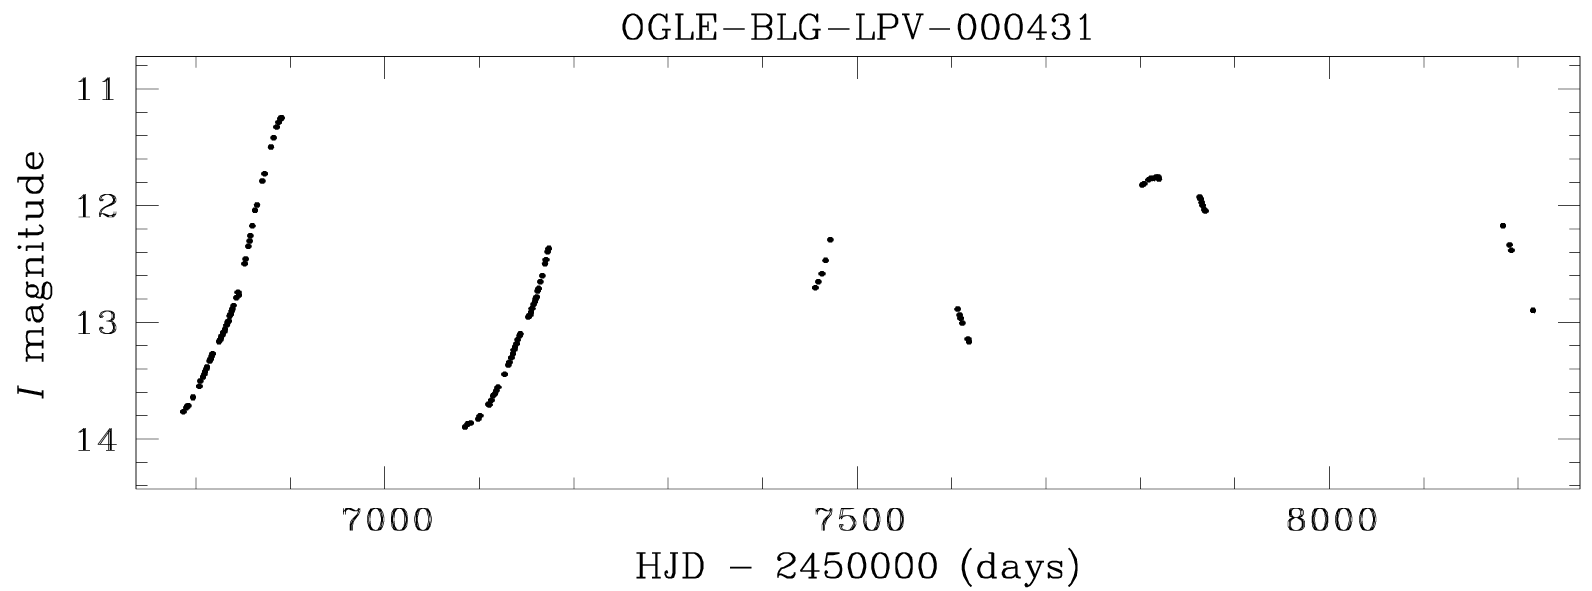 OGLE-BLG-LPV-000431
11
12
13
14
I magnitude
7000 7500 8000
HJD - 2450000 (days)